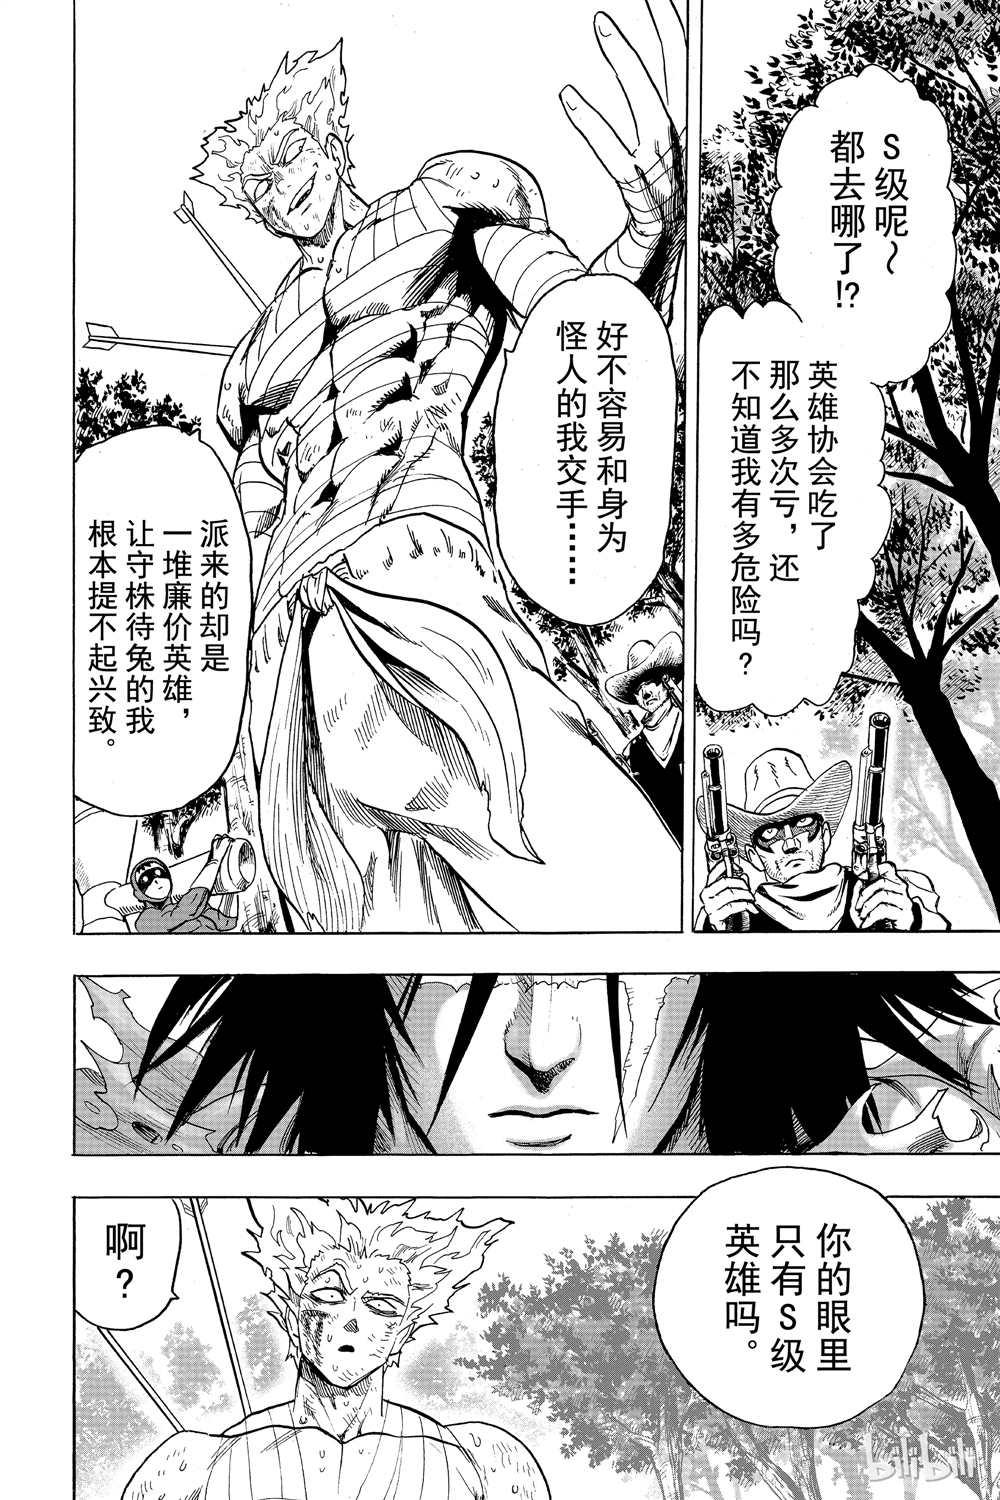 S级呢～
都去哪了!?
英雄协会吃了
那么多次亏，还
不知道我有多危险吗？
好不容易和身为
怪人的我交手……
派来的却是
一堆廉价英雄，
让守株待兔的我
根本提不起兴致。
你的眼里
只有S级
英雄吗。
啊？
bilibili